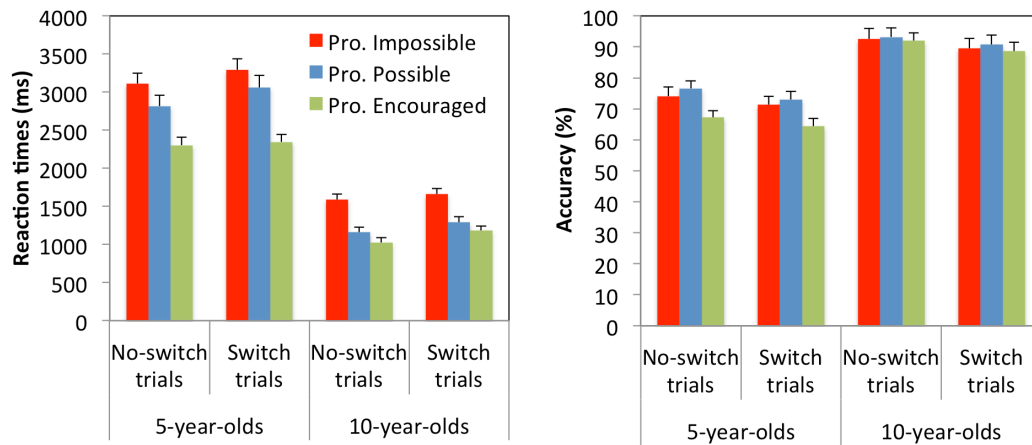 Reaction times (ms)
4000
3500
3000
2500
2000
1500
1000
500
0
Pro. Impossible
Pro. Possible
Pro. Encouraged
No-switch trials
Switch trials
No-switch trials
Switch trials
5-year-olds
10-year-olds
Accuracy (%)
100
90
80
70
60
50
40
30
20
10
0
No-switch trials
Switch trials
No-switch trials
Switch trials
5-year-olds
10-year-olds